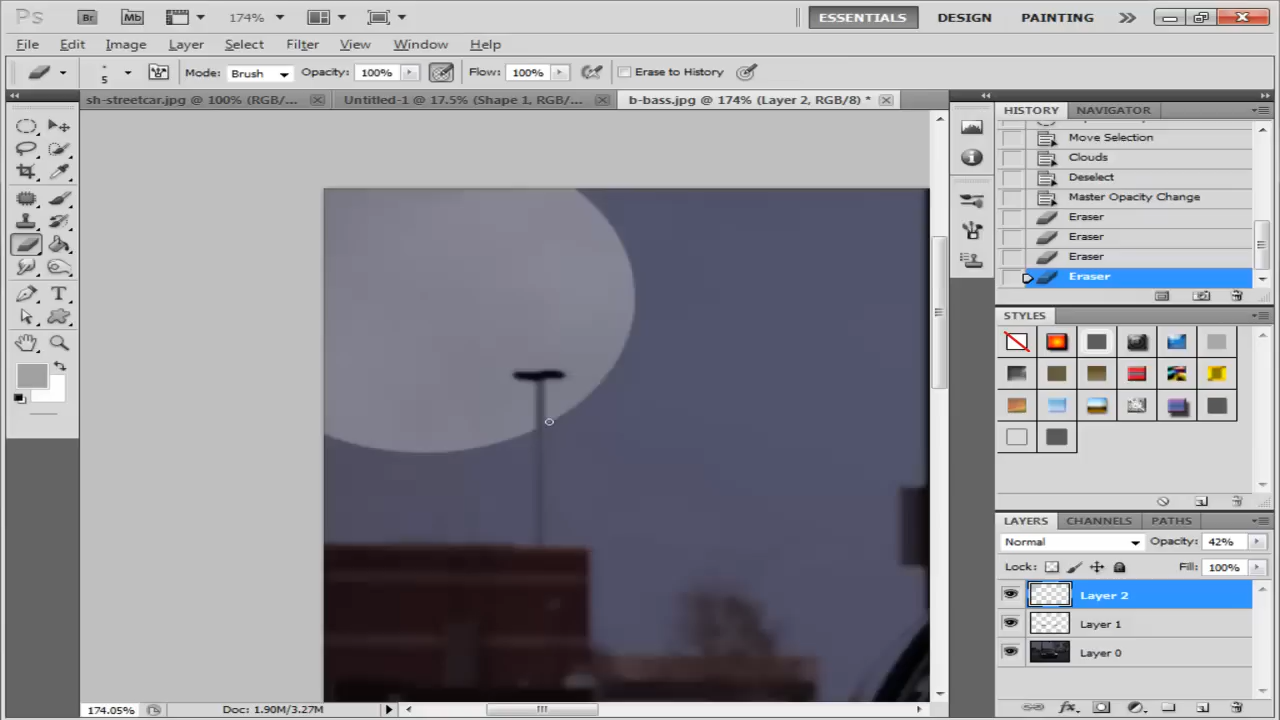 Ps Br Mb 174% ESSENTIALS DESIGN PAINTING
File Edit Image Layer Select Filter View Window Help
5 Mode: Brush Opacity: 100% Flow: 100% Erase to History
sh-streetcar.jpg @ 100% (RGB/... Untitled-1 @ 17.5% (Shape 1, RGB/... b-bass.jpg @ 174% (Layer 2, RGB/8) *
HISTORY NAVIGATOR
Move Selection
Clouds
Deselect
Master Opacity Change
Eraser
Eraser
Eraser
Eraser
STYLES
LAYERS CHANNELS PATHS
Normal Opacity: 42%
Lock: Fill: 100%
Layer 2
Layer 1
Layer 0
174.05% Doc: 1.90M/3.27M